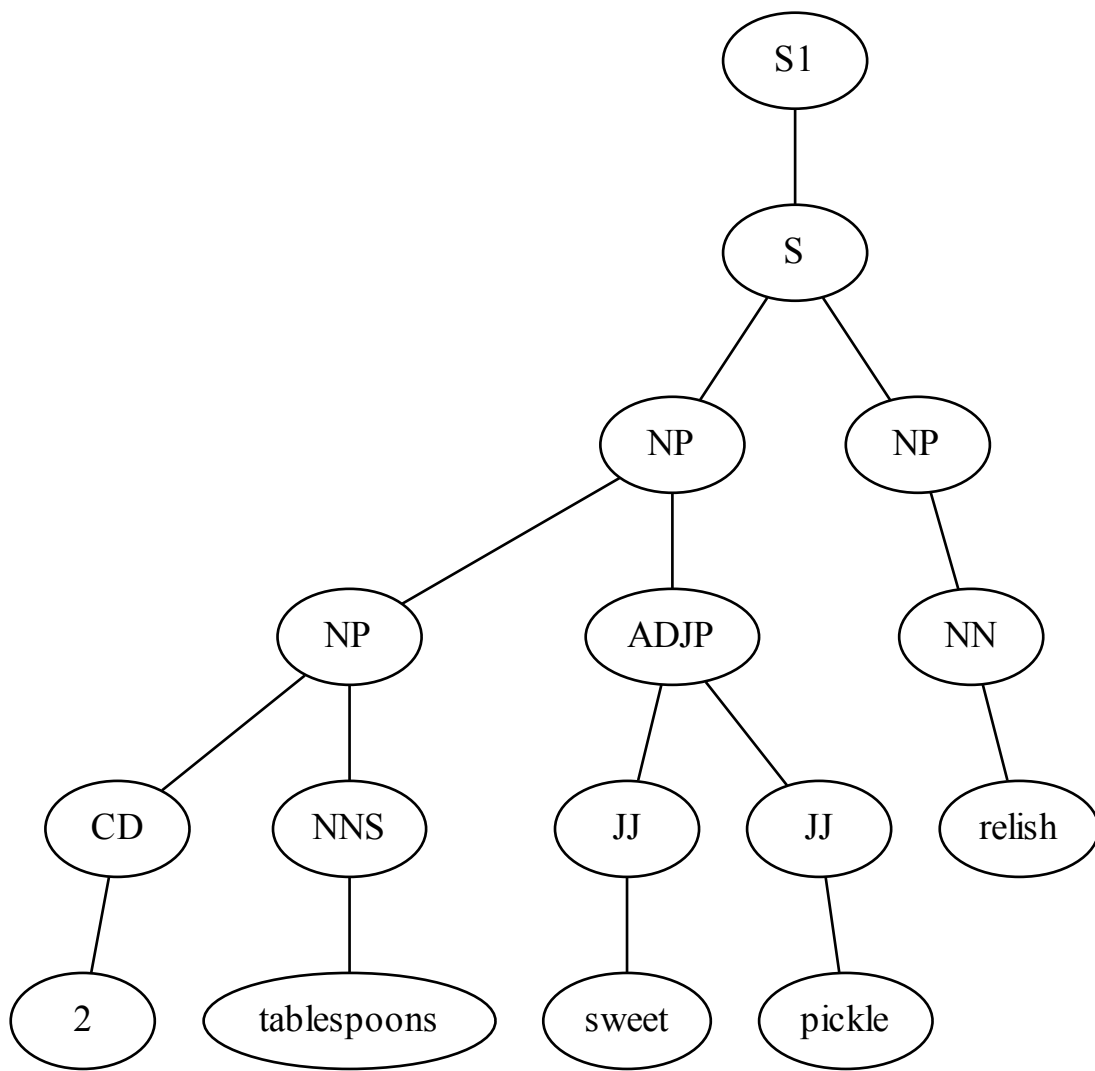 S1
S
NP NP
NP ADJP NN
CD NNS JJ JJ relish
2 tablespoons sweet pickle